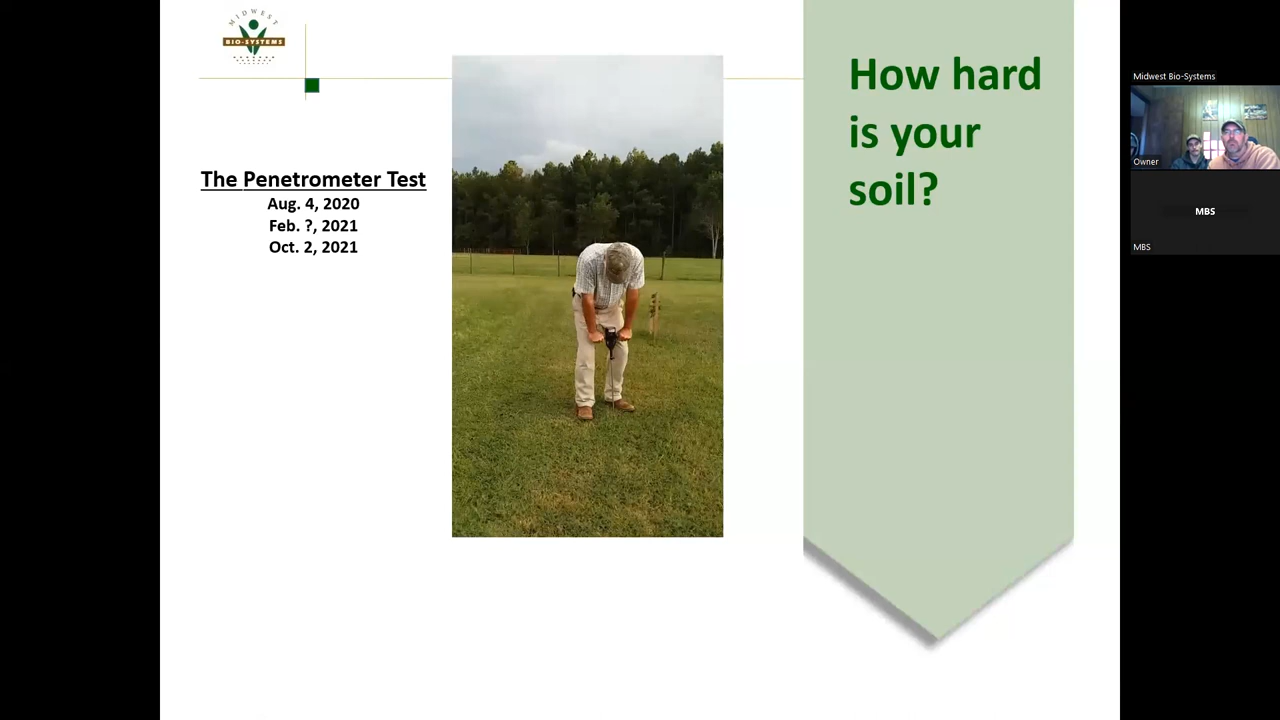 MIDWEST
BIO-SYSTEMS
The Penetrometer Test
Aug. 4, 2020
Feb. ?, 2021
Oct. 2, 2021
How hard
is your
soil?
Midwest Bio-Systems
Owner
MBS
MBS